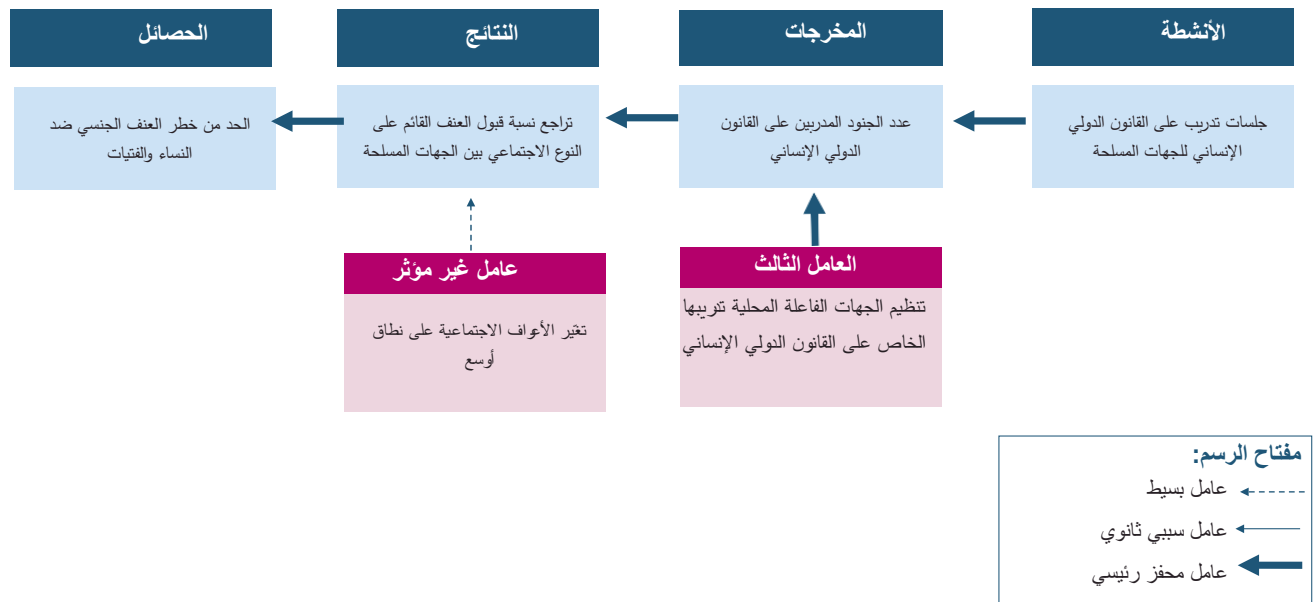 الأنشطة
المخرجات
النتائج
الحصائل
جلسات تدريب على القانون الدولي
الإنساني للجهات المسلحة
عدد الجنود المدربين على القانون
الدولي الإنساني
تراجع نسبة قبول العنف القائم على
النوع الاجتماعي بين الجهات المسلحة
الحد من خطر العنف الجنسي ضد
النساء والفتيات
العامل الثالث
تنظيم الجهات الفاعلة المحلية تدريبها
الخاص على القانون الدولي الإنساني
عامل غير مؤثر
تغيّر الأعراف الاجتماعية على نطاق
أوسع
مفتاح الرسم:
عامل بسيط
عامل سببي ثانوي
عامل محفز رئيسي